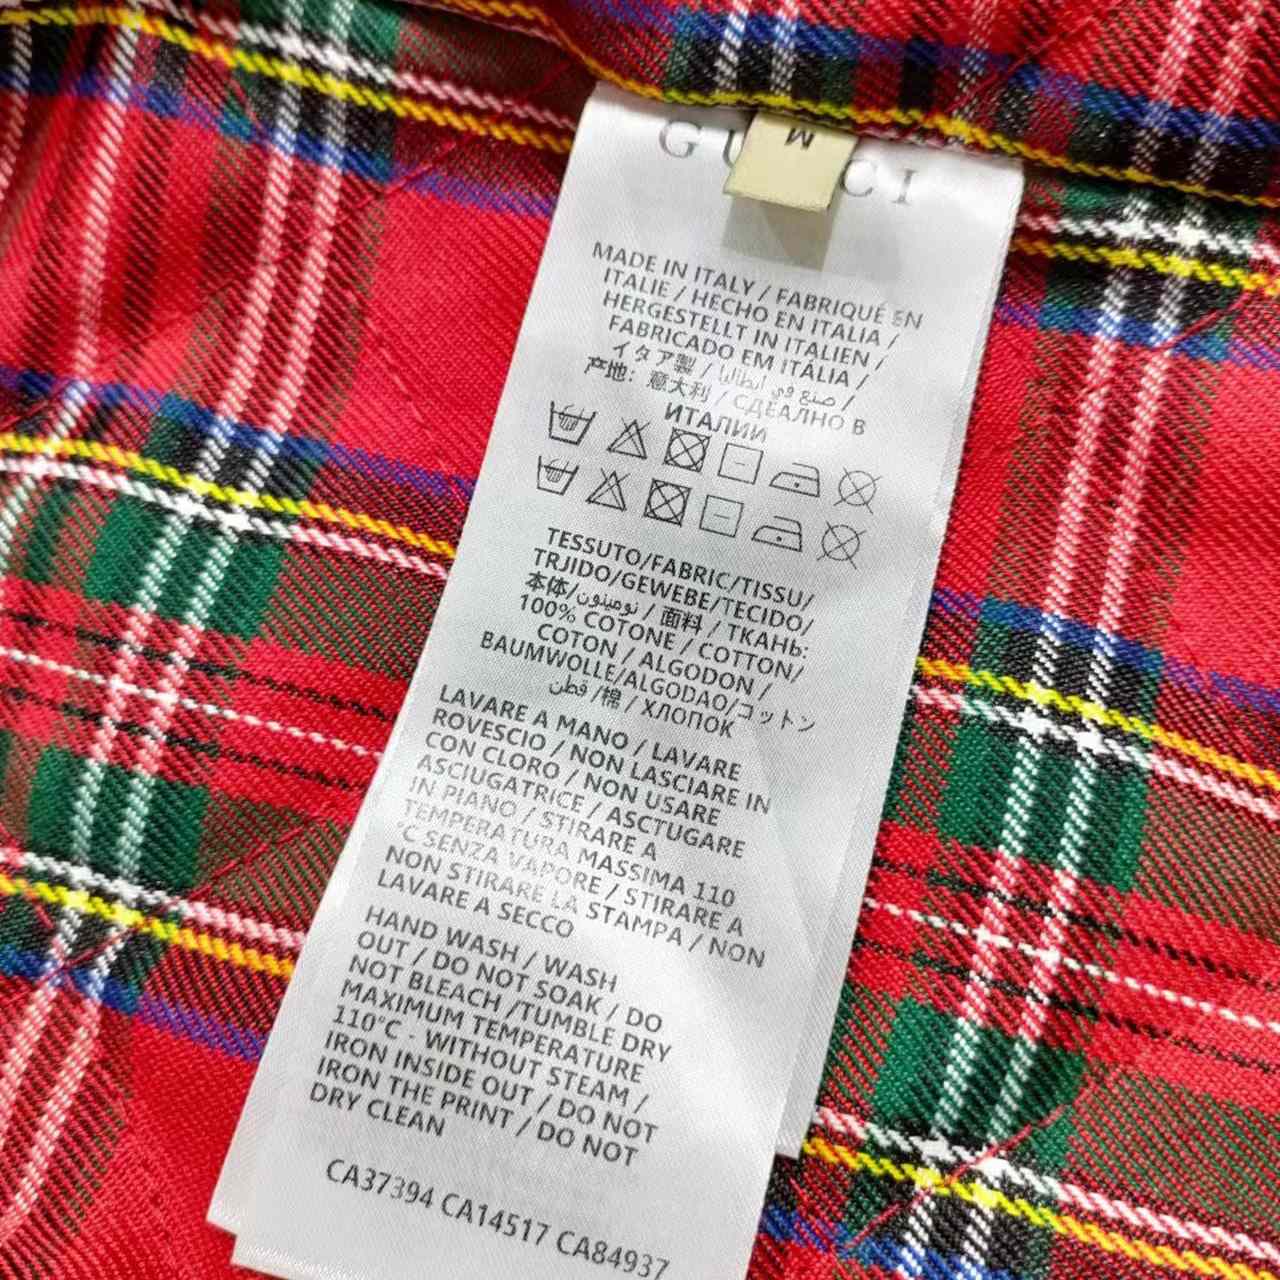 GUCCI
M
MADE IN ITALY / FABRIQUÉ EN
ITALIE / HECHO EN ITALIA /
HERGESTELLT IN ITALIEN /
FABRICADO EM ITÁLIA /
イタア製 / صنع في ايطاليا /
产地: 意大利 / СДЕАЛНО В
ИТАПИИ
TESSUTO/FABRIC/TISSU/
TRJIDO/GEWEBE/TECIDO/
本体/نومينون / 面料 / TKAHЬ:
100% COTONE / COTTON/
COTON / ALGODON /
BAUMWOLLE/ALGODAO/コットン
قطن /棉 / ХЛОПОК
LAVARE A MANO / LAVARE
ROVESCIO / NON LASCIARE IN
CON CLORO / NON USARE
ASCIUGATRICE / ASCTUGARE
IN PIANO / STIRARE A
TEMPERATURA MASSIMA 110
°C SENZA VAPORE / STIRARE A
NON STIRARE LA STAMPA / NON
LAVARE A SECCO
HAND WASH / WASH
OUT / DO NOT SOAK / DO
NOT BLEACH /TUMBLE DRY
MAXIMUM TEMPERATURE
110°C - WITHOUT STEAM /
IRON INSIDE OUT / DO NOT
IRON THE PRINT / DO NOT
DRY CLEAN
CA37394 CA14517 CA84937